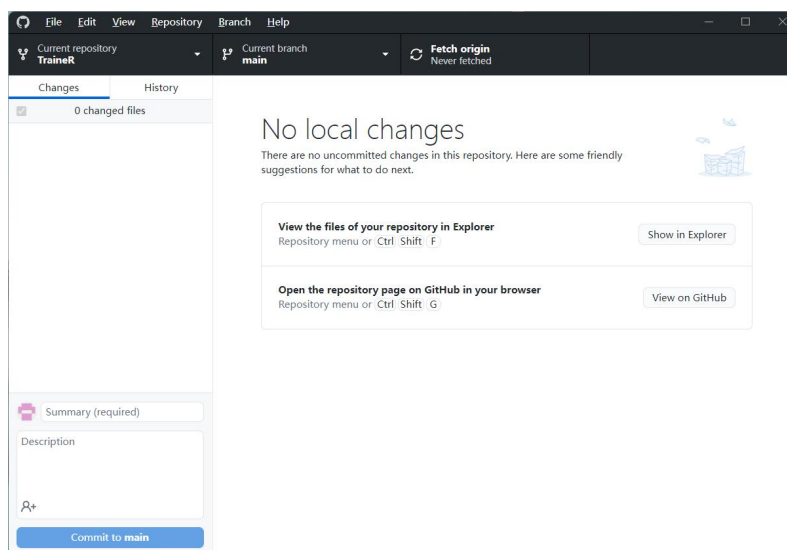 File Edit View Repository Branch Help
Current repository
TraineR
Current branch
main
Fetch origin
Never fetched
Changes History
0 changed files
No local changes
There are no uncommitted changes in this repository. Here are some friendly
suggestions for what to do next.
View the files of your repository in Explorer
Repository menu or Ctrl Shift F
Show in Explorer
Open the repository page on GitHub in your browser
Repository menu or Ctrl Shift G
View on GitHub
Summary (required)
Description
Commit to main